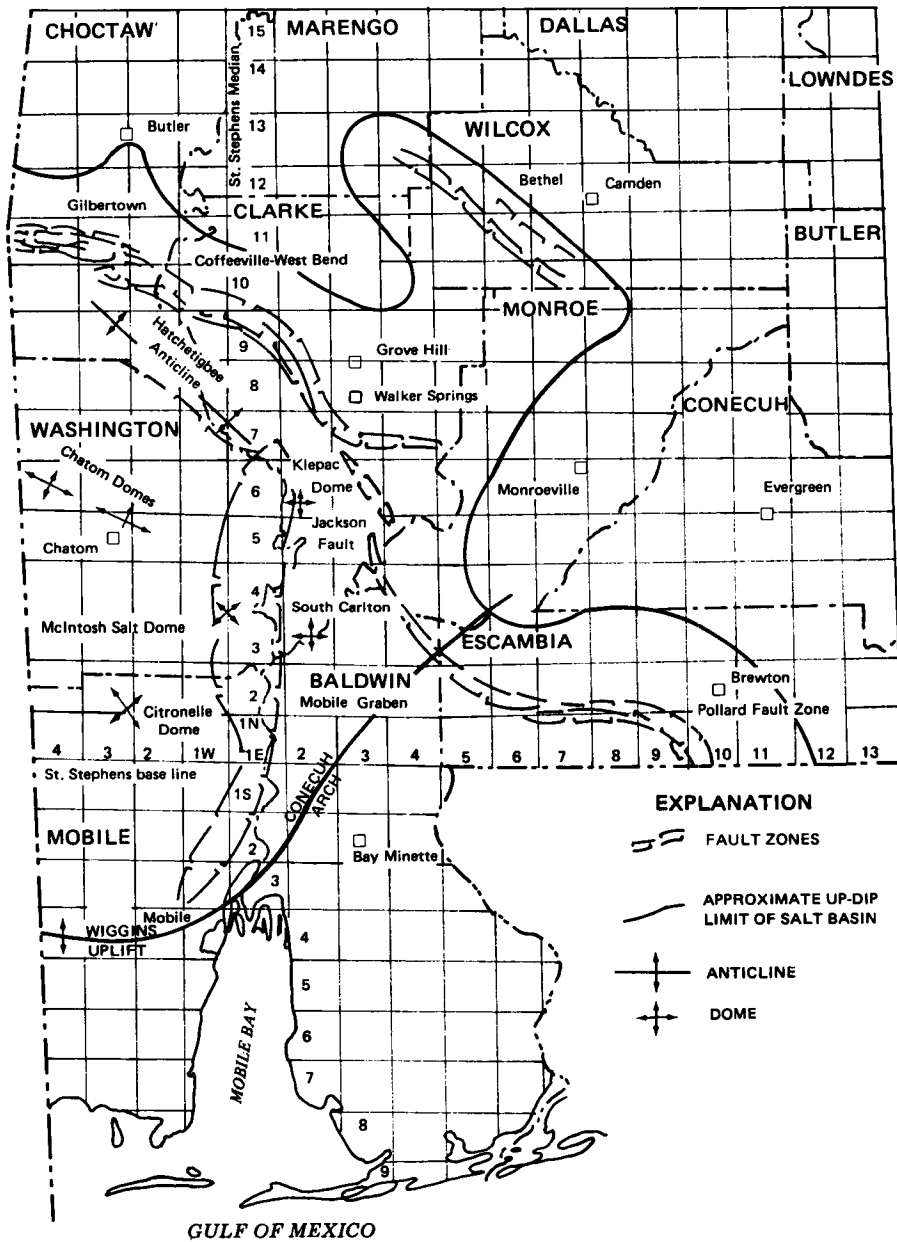 CHOCTAW
MARENGO
DALLAS
LOWNDES
15
14
13
12
11
10
9
8
7
6
5
4
3
2
1N
St. Stephens Median
Butler
WILCOX
Bethel
Camden
Gilbertown
CLARKE
BUTLER
Coffeeville-West Bend
MONROE
Hatchetigbee
Anticline
Grove Hill
Walker Springs
CONECUH
WASHINGTON
Chatom Domes
Klepac
Dome
Monroeville
Evergreen
Jackson
Fault
Chatom
South Carlton
McIntosh Salt Dome
ESCAMBIA
BALDWIN
Mobile Graben
Brewton
Pollard Fault Zone
Citronelle
Dome
4 3 2 1W 1E 2 3 4 5 6 7 8 9 10 11 12 13
St. Stephens base line
1S
2
3
4
5
6
7
8
9
CONECUH
ARCH
MOBILE
Bay Minette
Mobile
WIGGINS
UPLIFT
MOBILE BAY
GULF OF MEXICO
EXPLANATION
FAULT ZONES
APPROXIMATE UP-DIP
LIMIT OF SALT BASIN
ANTICLINE
DOME